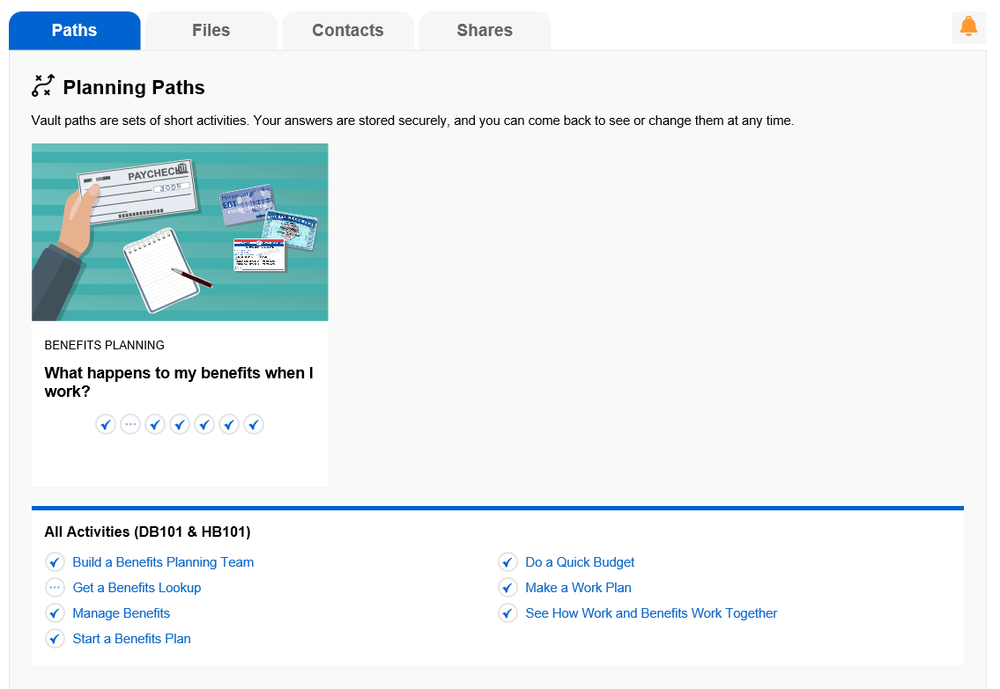 Paths
Files
Contacts
Shares
Planning Paths
Vault paths are sets of short activities. Your answers are stored securely, and you can come back to see or change them at any time.
PAYCHECK
BENEFITS PLANNING
What happens to my benefits when I
work?
All Activities (DB101 & HB101)
Build a Benefits Planning Team
Get a Benefits Lookup
Manage Benefits
Start a Benefits Plan
Do a Quick Budget
Make a Work Plan
See How Work and Benefits Work Together